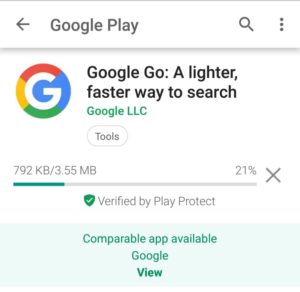 Google Play
Google Go: A lighter,
faster way to search
Google LLC
Tools
792 KB/3.55 MB 21%
Verified by Play Protect
Comparable app available
Google
View